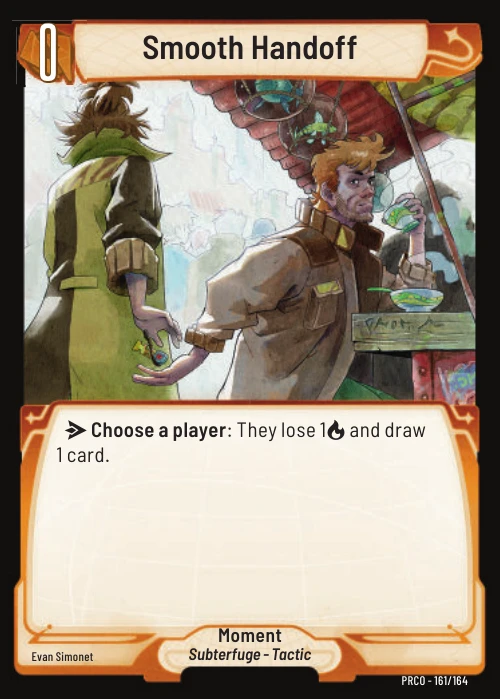 0
Smooth Handoff
Choose a player: They lose 1 and draw
1 card.
Moment
Subterfuge - Tactic
Evan Simonet
PRCO - 161/164